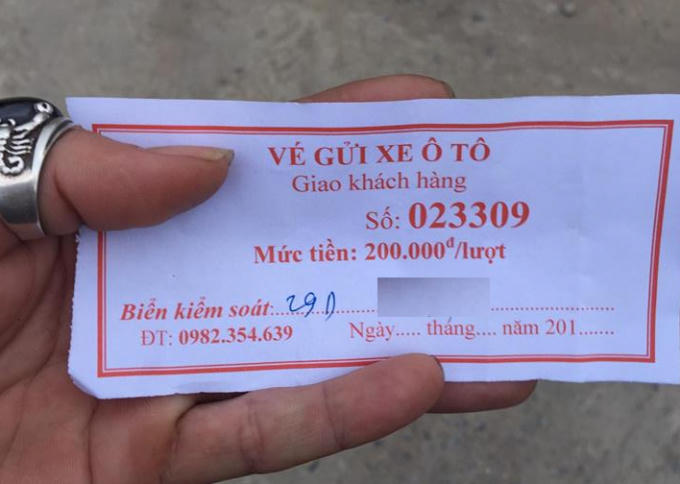 VÉ GỬI XE Ô TÔ
Giao khách hàng
Số: 023309
Mức tiền: 200.000đ/lượt
Biển kiểm soát:.......29D.......
ĐT: 0982.354.639 Ngày..... tháng.... năm 201......